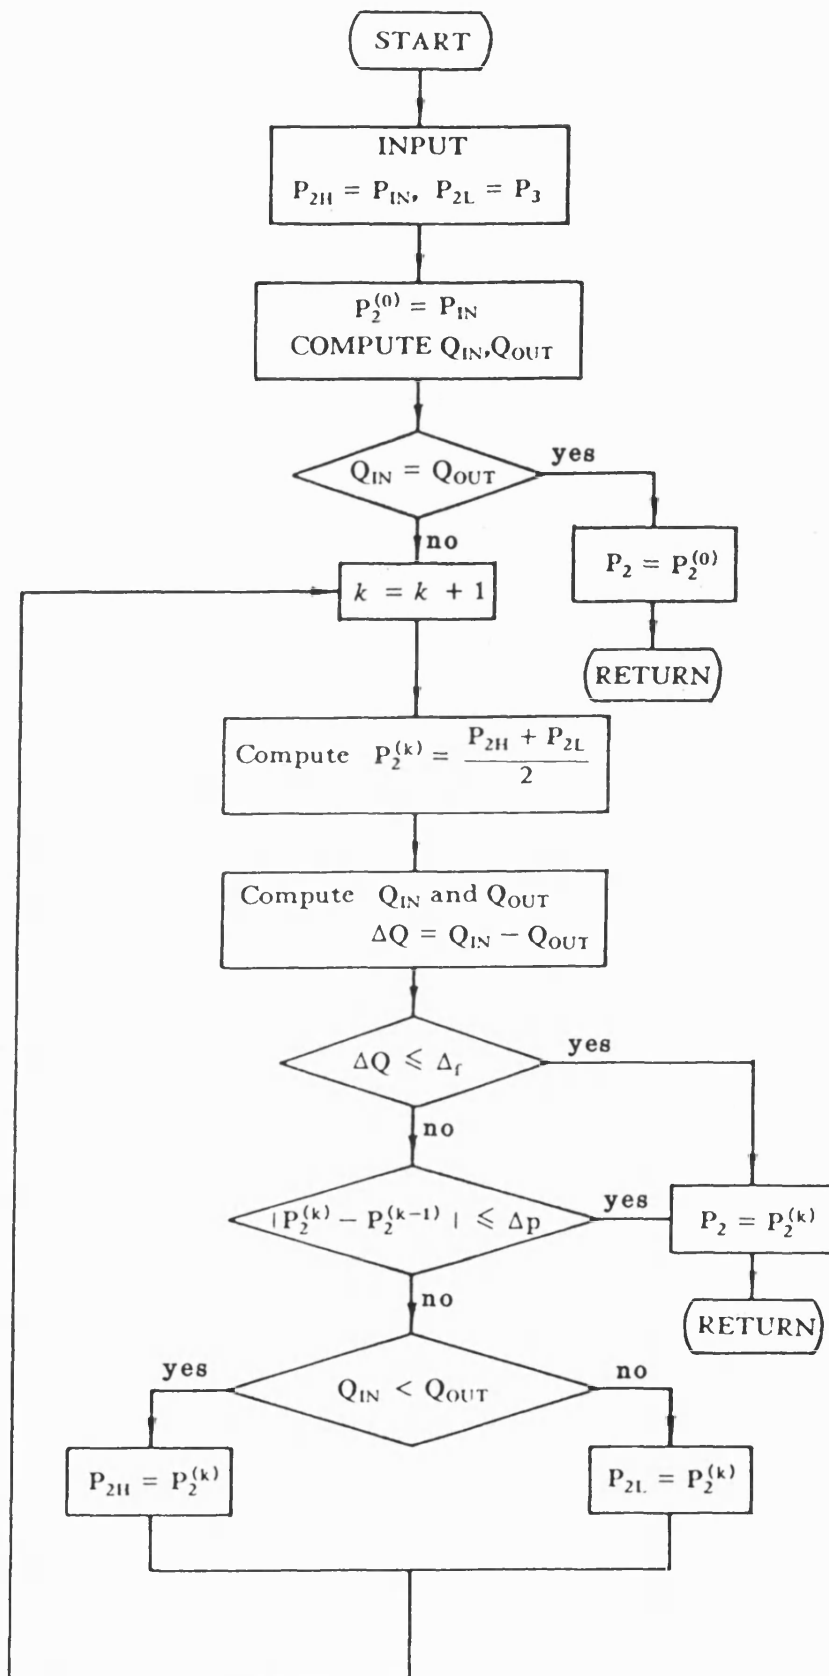 START
INPUT
P₂H = PIN, P₂L = P₃
P₂⁽⁰⁾ = PIN
COMPUTE QIN,QOUT
QIN = QOUT
yes
no
P₂ = P₂⁽⁰⁾
k = k + 1
RETURN
Compute P₂⁽ᵏ⁾ = (P₂H + P₂L) / 2
Compute QIN and QOUT
ΔQ = QIN − QOUT
ΔQ ⩽ Δf
yes
no
|P₂⁽ᵏ⁾ − P₂⁽ᵏ⁻¹⁾| ⩽ Δp
yes
P₂ = P₂⁽ᵏ⁾
no
RETURN
yes
QIN < QOUT
no
P₂H = P₂⁽ᵏ⁾
P₂L = P₂⁽ᵏ⁾